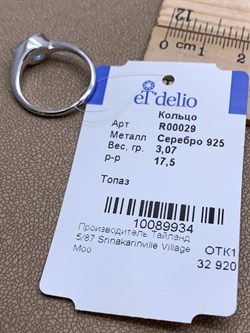 el'delio
Кольцо
Арт R00029
Металл Серебро 925
Вес, гр. 3,07
р-р 17,5
Топаз
10089934
Производитель Тайланд
5/87 Srinakarinville Village
Moo
ОТК1
32 920
0 cm 1 2